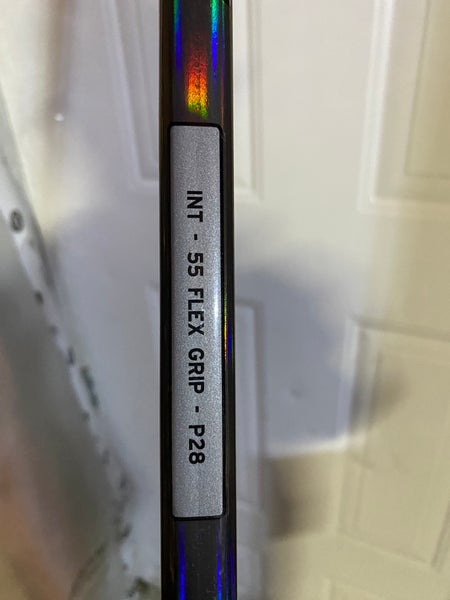 INT - 55 FLEX GRIP - P28